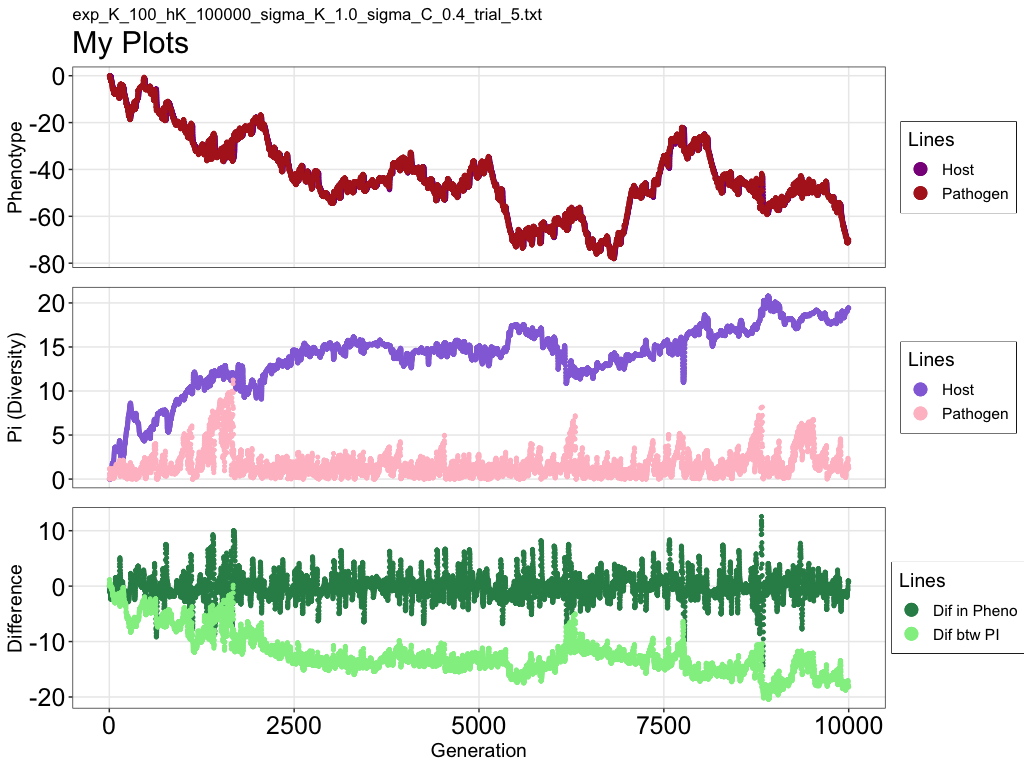 exp_K_100_hK_100000_sigma_K_1.0_sigma_C_0.4_trial_5.txt
My Plots
Phenotype
0
-20
-40
-60
-80
Lines
Host
Pathogen
Pi (Diversity)
20
15
10
5
0
Lines
Host
Pathogen
Difference
10
0
-10
-20
Lines
Dif in Pheno
Dif btw PI
0 2500 5000 7500 10000
Generation